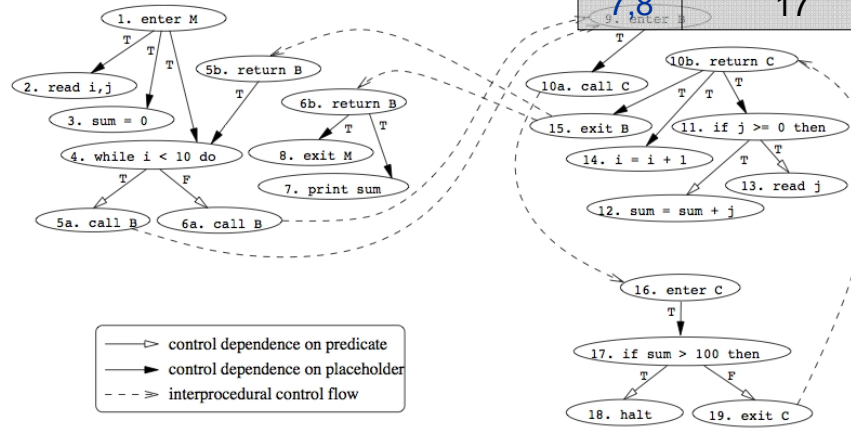 7,8 17
9. enter B
1. enter M
T
T
T
T
5b. return B
10b. return C
2. read i,j
T
6b. return B
10a. call C
T
T
T
3. sum = 0
T
T
15. exit B
11. if j >= 0 then
4. while i < 10 do
8. exit M
14. i = i + 1
T
T
T
F
7. print sum
13. read j
12. sum = sum + j
5a. call B
6a. call B
16. enter C
T
control dependence on predicate
17. if sum > 100 then
control dependence on placeholder
T
F
interprocedural control flow
18. halt
19. exit C